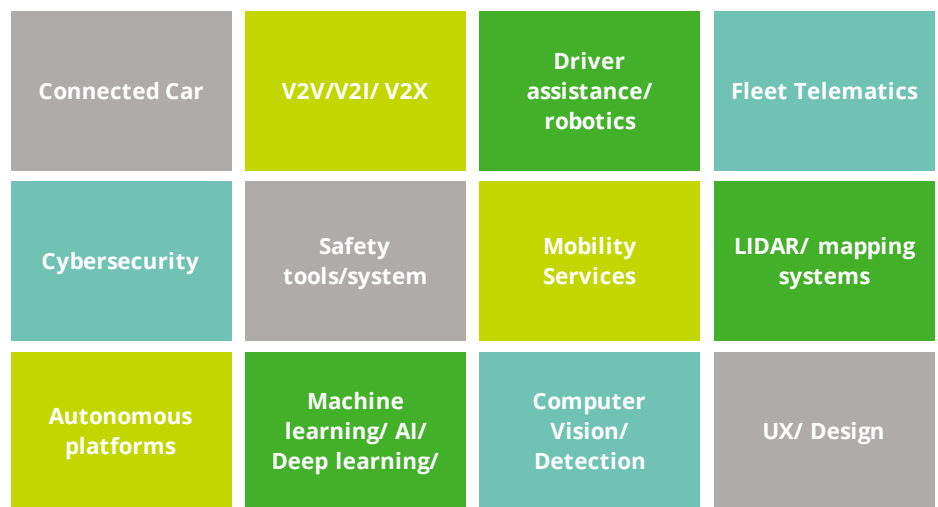 Connected Car
V2V/V2I/ V2X
Driver
assistance/
robotics
Fleet Telematics
Cybersecurity
Safety
tools/system
Mobility
Services
LIDAR/ mapping
systems
Autonomous
platforms
Machine
learning/ AI/
Deep learning/
Computer
Vision/
Detection
UX/ Design